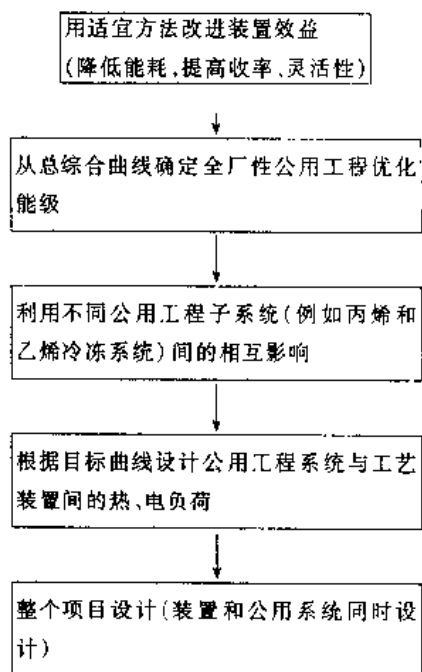 用适宜方法改进装置效益
(降低能耗,提高收率、灵活性)
从总综合曲线确定全厂性公用工程优化
能级
利用不同公用工程子系统(例如丙烯和
乙烯冷冻系统)间的相互影响
根据目标曲线设计公用工程系统与工艺
装置间的热、电负荷
整个项目设计(装置和公用系统同时设
计)